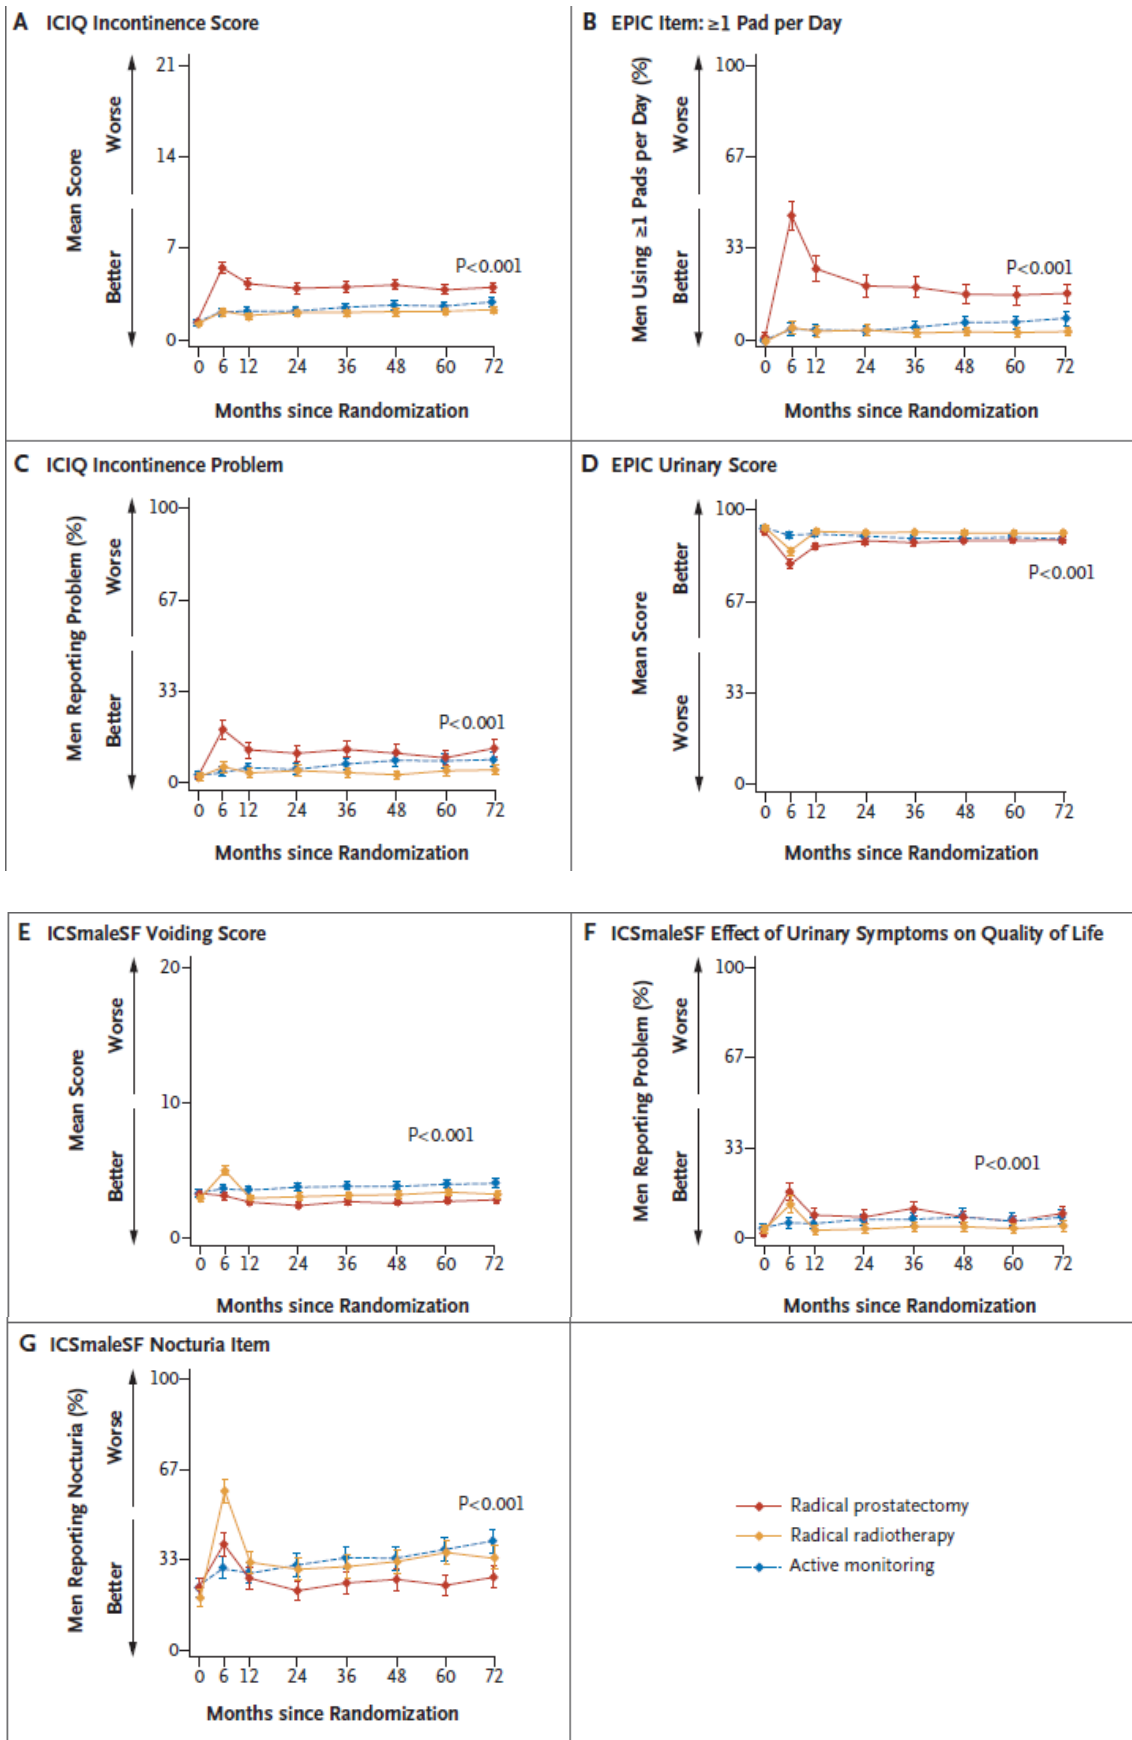 A ICIQ Incontinence Score
Mean Score
Worse
Better
21
14
7
0
P<0.001
0 6 12 24 36 48 60 72
Months since Randomization
B EPIC Item: ≥1 Pad per Day
Men Using ≥1 Pads per Day (%)
Worse
Better
100
67
33
0
P<0.001
0 6 12 24 36 48 60 72
Months since Randomization
C ICIQ Incontinence Problem
Men Reporting Problem (%)
Worse
Better
100
67
33
0
P<0.001
0 6 12 24 36 48 60 72
Months since Randomization
D EPIC Urinary Score
Mean Score
Better
Worse
100
67
33
0
P<0.001
0 6 12 24 36 48 60 72
Months since Randomization
E ICSmaleSF Voiding Score
Mean Score
Worse
Better
20
10
0
P<0.001
0 6 12 24 36 48 60 72
Months since Randomization
F ICSmaleSF Effect of Urinary Symptoms on Quality of Life
Men Reporting Problem (%)
Worse
Better
100
67
33
0
P<0.001
0 6 12 24 36 48 60 72
Months since Randomization
G ICSmaleSF Nocturia Item
Men Reporting Nocturia (%)
Worse
Better
100
67
33
0
P<0.001
0 6 12 24 36 48 60 72
Months since Randomization
Radical prostatectomy
Radical radiotherapy
Active monitoring